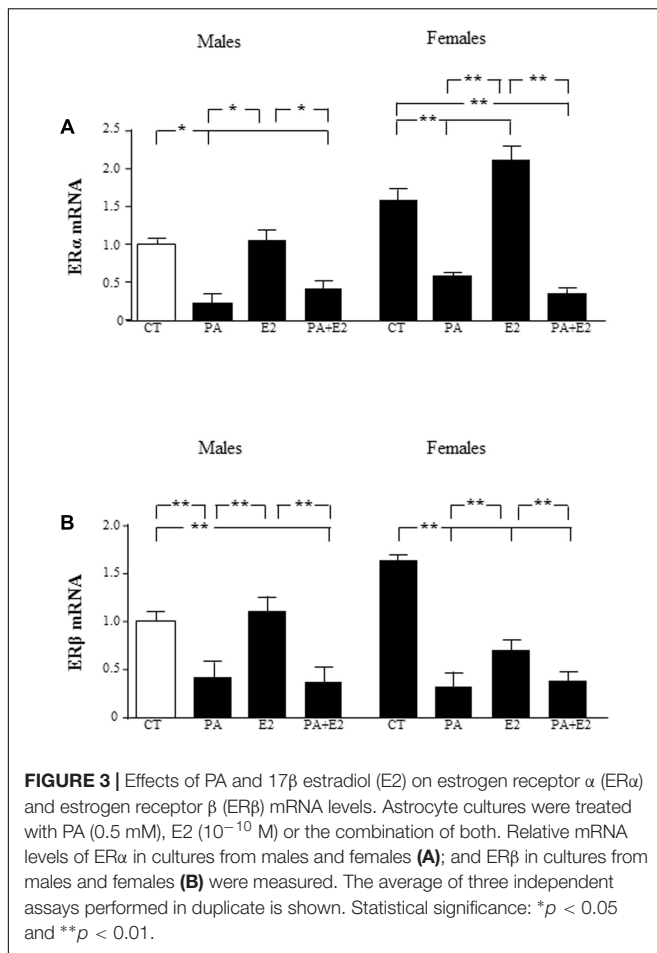 Males Females
** **
* * **
A * **
2.5
2.0
1.5
1.0
0.5
0
ERα mRNA
CT PA E2 PA+E2 CT PA E2 PA+E2
Males Females
** ** ** ** **
B ** **
2.0
1.5
1.0
0.5
0
ERβ mRNA
CT PA E2 PA+E2 CT PA E2 PA+E2
FIGURE 3 | Effects of PA and 17β estradiol (E2) on estrogen receptor α (ERα)
and estrogen receptor β (ERβ) mRNA levels. Astrocyte cultures were treated
with PA (0.5 mM), E2 (10⁻¹⁰ M) or the combination of both. Relative mRNA
levels of ERα in cultures from males and females (A); and ERβ in cultures from
males and females (B) were measured. The average of three independent
assays performed in duplicate is shown. Statistical significance: *p < 0.05
and **p < 0.01.